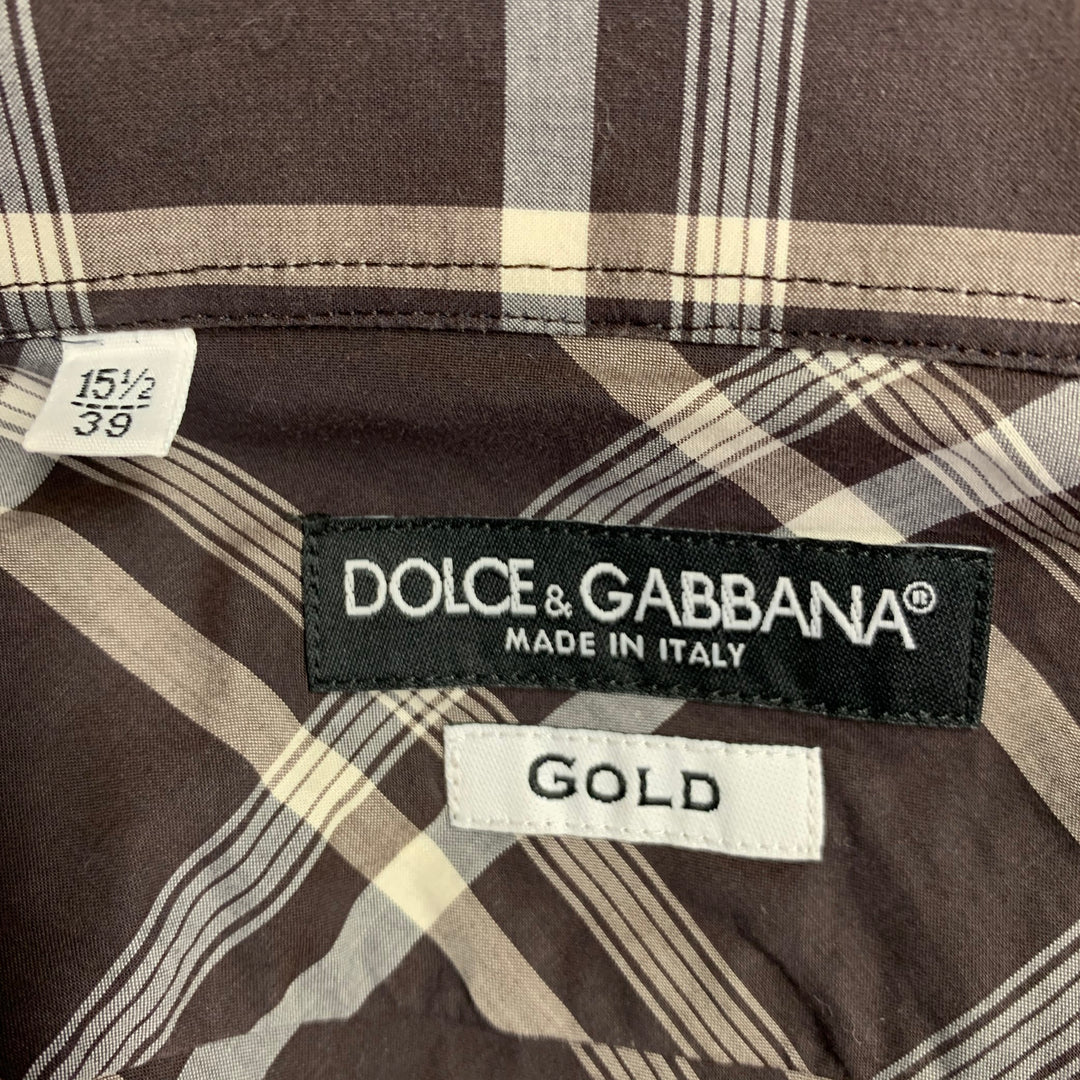 15½
39
DOLCE & GABBANA®
MADE IN ITALY
GOLD